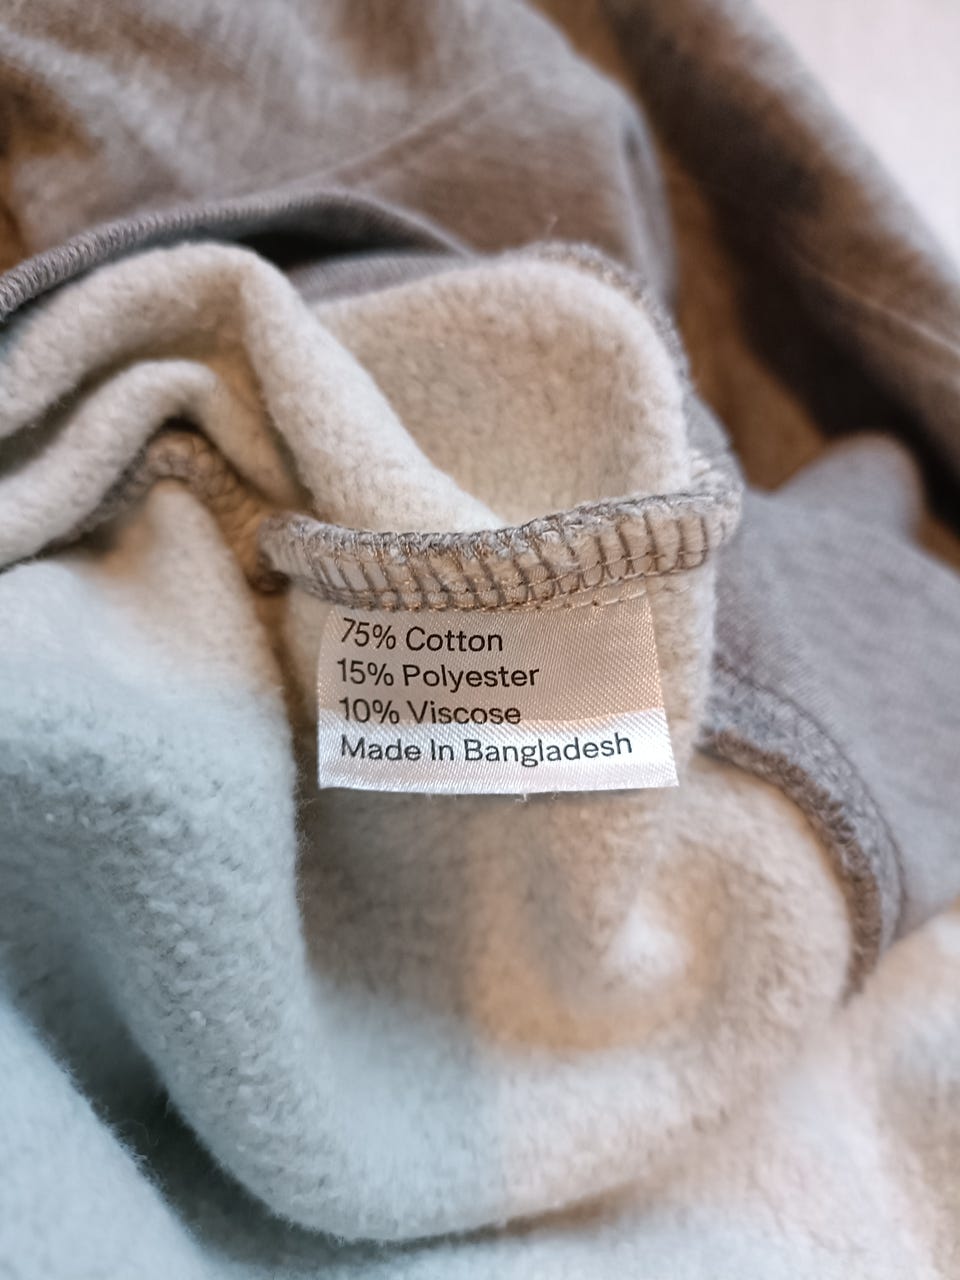 75% Cotton
15% Polyester
10% Viscose
Made In Bangladesh